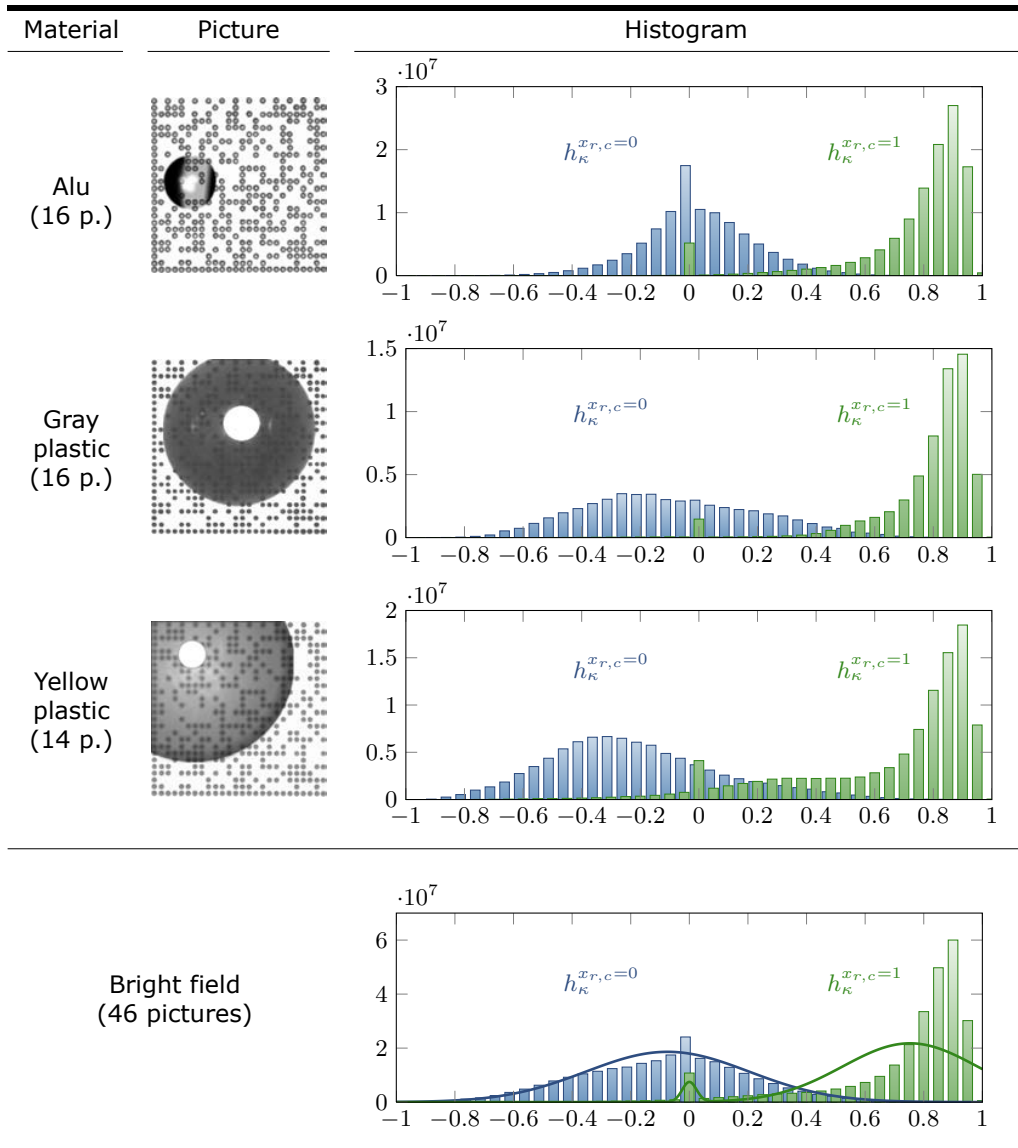 Material Picture Histogram
Alu
(16 p.)
·10^7
3
2
1
0
h_κ^{x_{r,c}=0} h_κ^{x_{r,c}=1}
−1 −0.8 −0.6 −0.4 −0.2 0 0.2 0.4 0.6 0.8 1
Gray
plastic
(16 p.)
·10^7
1.5
1
0.5
0
h_κ^{x_{r,c}=0} h_κ^{x_{r,c}=1}
−1 −0.8 −0.6 −0.4 −0.2 0 0.2 0.4 0.6 0.8 1
Yellow
plastic
(14 p.)
·10^7
2
1.5
1
0.5
0
h_κ^{x_{r,c}=0} h_κ^{x_{r,c}=1}
−1 −0.8 −0.6 −0.4 −0.2 0 0.2 0.4 0.6 0.8 1
Bright field
(46 pictures)
·10^7
6
4
2
0
h_κ^{x_{r,c}=0} h_κ^{x_{r,c}=1}
−1 −0.8 −0.6 −0.4 −0.2 0 0.2 0.4 0.6 0.8 1